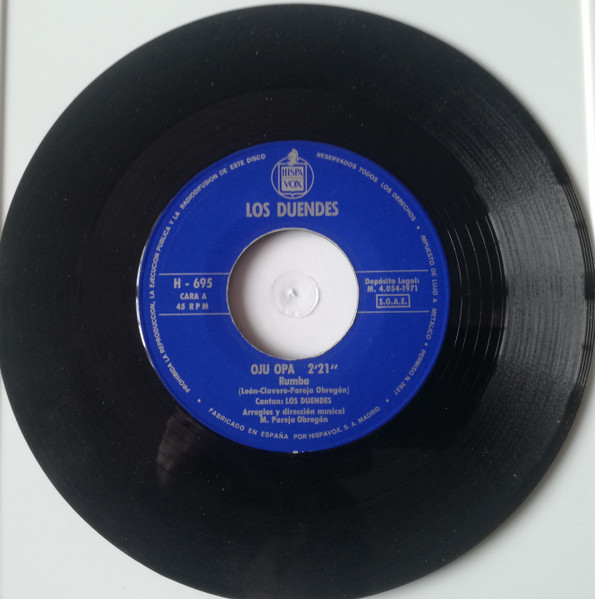 HISPA
VOX
LOS DUENDES
H - 695
CARA A
45 RPM
Depósito Legal:
M. 4.054-1971
S.G.A.E.
OJU OPA 2'21"
Rumba
(León-Clavero-Pareja Obregón)
Cantan: LOS DUENDES
Arreglos y dirección musical
M. Pareja Obregón
FABRICADO EN ESPAÑA POR HISPAVOX, S. A. MADRID
PROHIBIDA LA REPRODUCCION, LA EJECUCION PUBLICA Y LA RADIODIFUSION DE ESTE DISCO
RESERVADOS TODOS LOS DERECHOS • IMPUESTO DE LUJO A METALICO • PERMISO N.